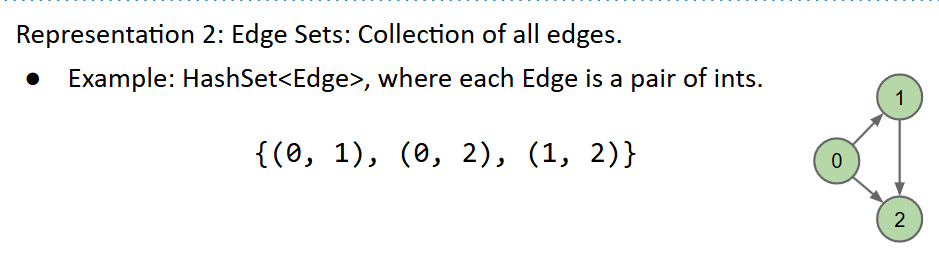 Representation 2: Edge Sets: Collection of all edges.
● Example: HashSet<Edge>, where each Edge is a pair of ints.
{(0, 1), (0, 2), (1, 2)}
1
0
2